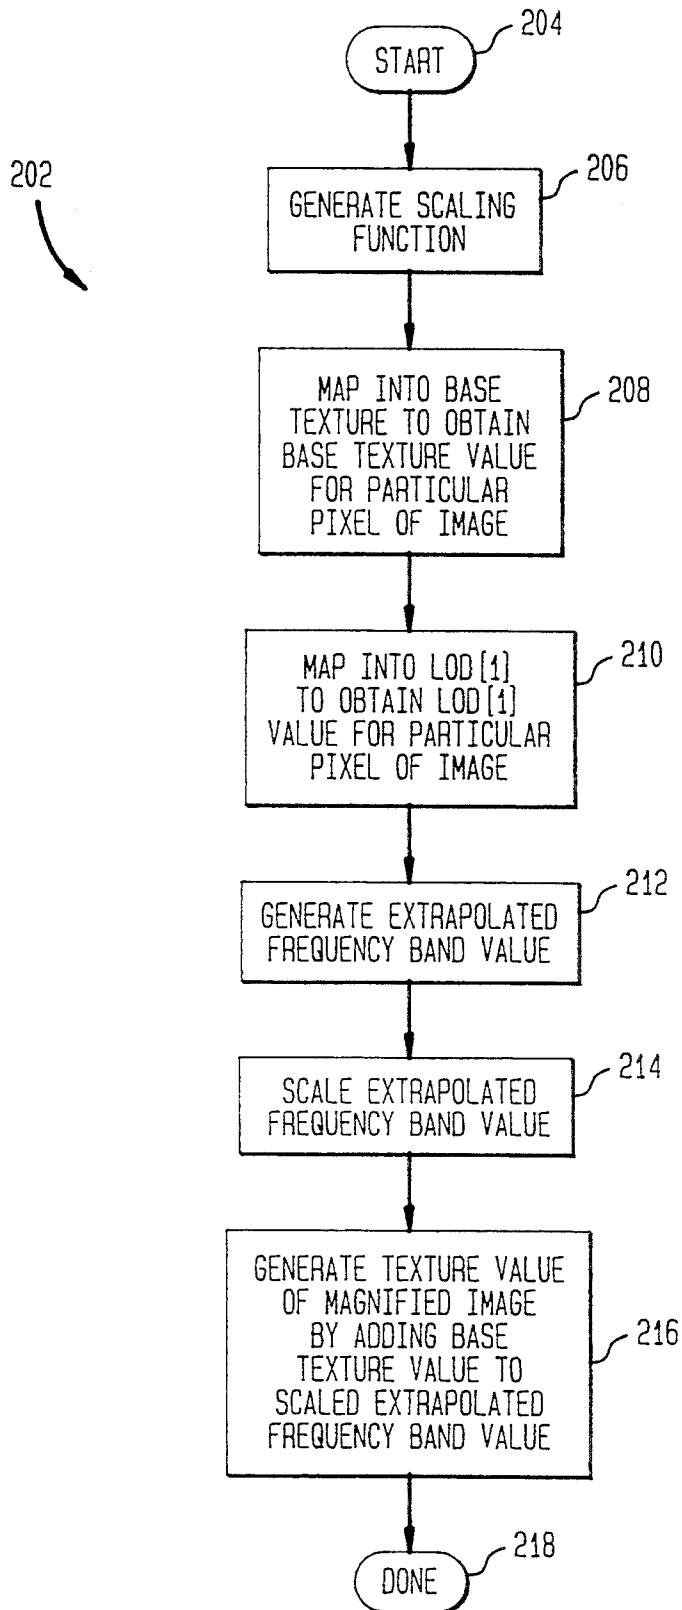 204
START
202
206
GENERATE SCALING
FUNCTION
208
MAP INTO BASE
TEXTURE TO OBTAIN
BASE TEXTURE VALUE
FOR PARTICULAR
PIXEL OF IMAGE
210
MAP INTO LOD[1]
TO OBTAIN LOD[1]
VALUE FOR PARTICULAR
PIXEL OF IMAGE
212
GENERATE EXTRAPOLATED
FREQUENCY BAND VALUE
214
SCALE EXTRAPOLATED
FREQUENCY BAND VALUE
216
GENERATE TEXTURE VALUE
OF MAGNIFIED IMAGE
BY ADDING BASE
TEXTURE VALUE TO
SCALED EXTRAPOLATED
FREQUENCY BAND VALUE
218
DONE